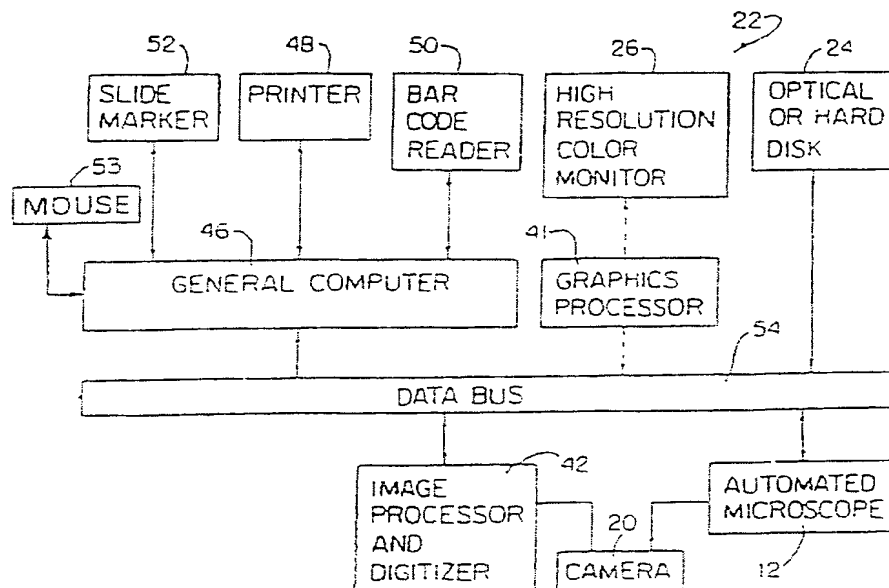 52
48
50
26
22
24
SLIDE
MARKER
PRINTER
BAR
CODE
READER
HIGH
RESOLUTION
COLOR
MONITOR
OPTICAL
OR HARD
DISK
53
MOUSE
46
GENERAL COMPUTER
41
GRAPHICS
PROCESSOR
54
DATA BUS
42
IMAGE
PROCESSOR
AND
DIGITIZER
20
CAMERA
AUTOMATED
MICROSCOPE
12